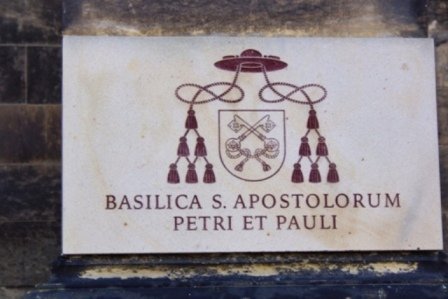 BASILICA S. APOSTOLORUM
PETRI ET PAULI